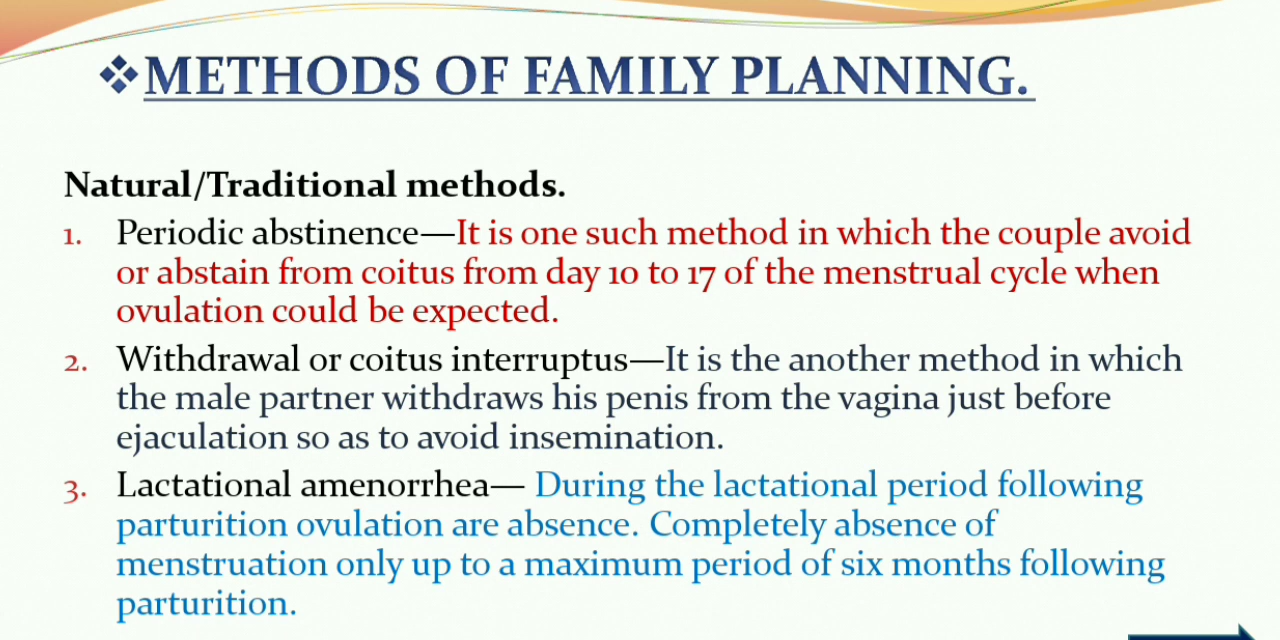 ❖METHODS OF FAMILY PLANNING.
Natural/Traditional methods.
1. Periodic abstinence—It is one such method in which the couple avoid
or abstain from coitus from day 10 to 17 of the menstrual cycle when
ovulation could be expected.
2. Withdrawal or coitus interruptus—It is the another method in which
the male partner withdraws his penis from the vagina just before
ejaculation so as to avoid insemination.
3. Lactational amenorrhea— During the lactational period following
parturition ovulation are absence. Completely absence of
menstruation only up to a maximum period of six months following
parturition.